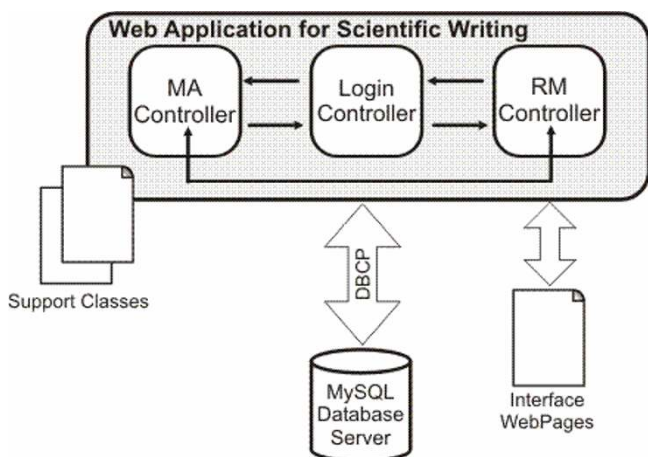 Web Application for Scientific Writing
MA
Controller
Login
Controller
RM
Controller
Support Classes
DBCP
MySQL
Database
Server
Interface
WebPages